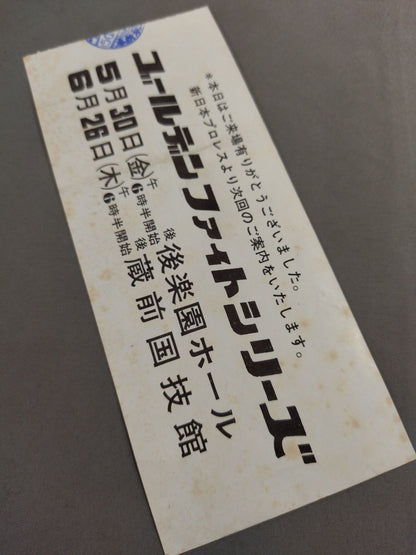 ※本日はご来場有りがとうございました。
新日本プロレスより次回のご案内をいたします。
ゴールデンファイトシリーズ
5月30日(金)午後6時半開始 後楽園ホール
6月26日(木)午後6時半開始 蔵前国技館